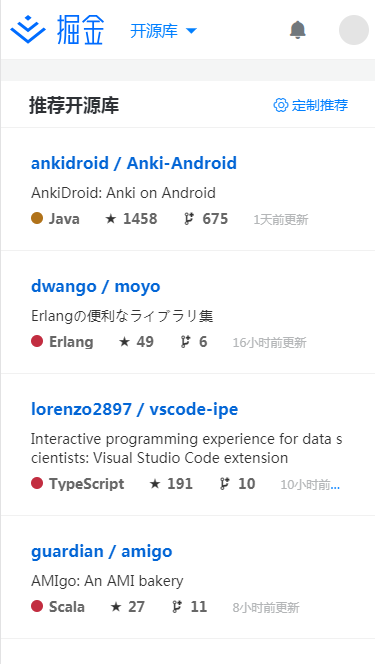 掘金 开源库
推荐开源库 定制推荐
ankidroid / Anki-Android
AnkiDroid: Anki on Android
Java 1458 675 1天前更新
dwango / moyo
Erlangの便利なライブラリ集
Erlang 49 6 16小时前更新
lorenzo2897 / vscode-ipe
Interactive programming experience for data s
cientists: Visual Studio Code extension
TypeScript 191 10 10小时前...
guardian / amigo
AMIgo: An AMI bakery
Scala 27 11 8小时前更新